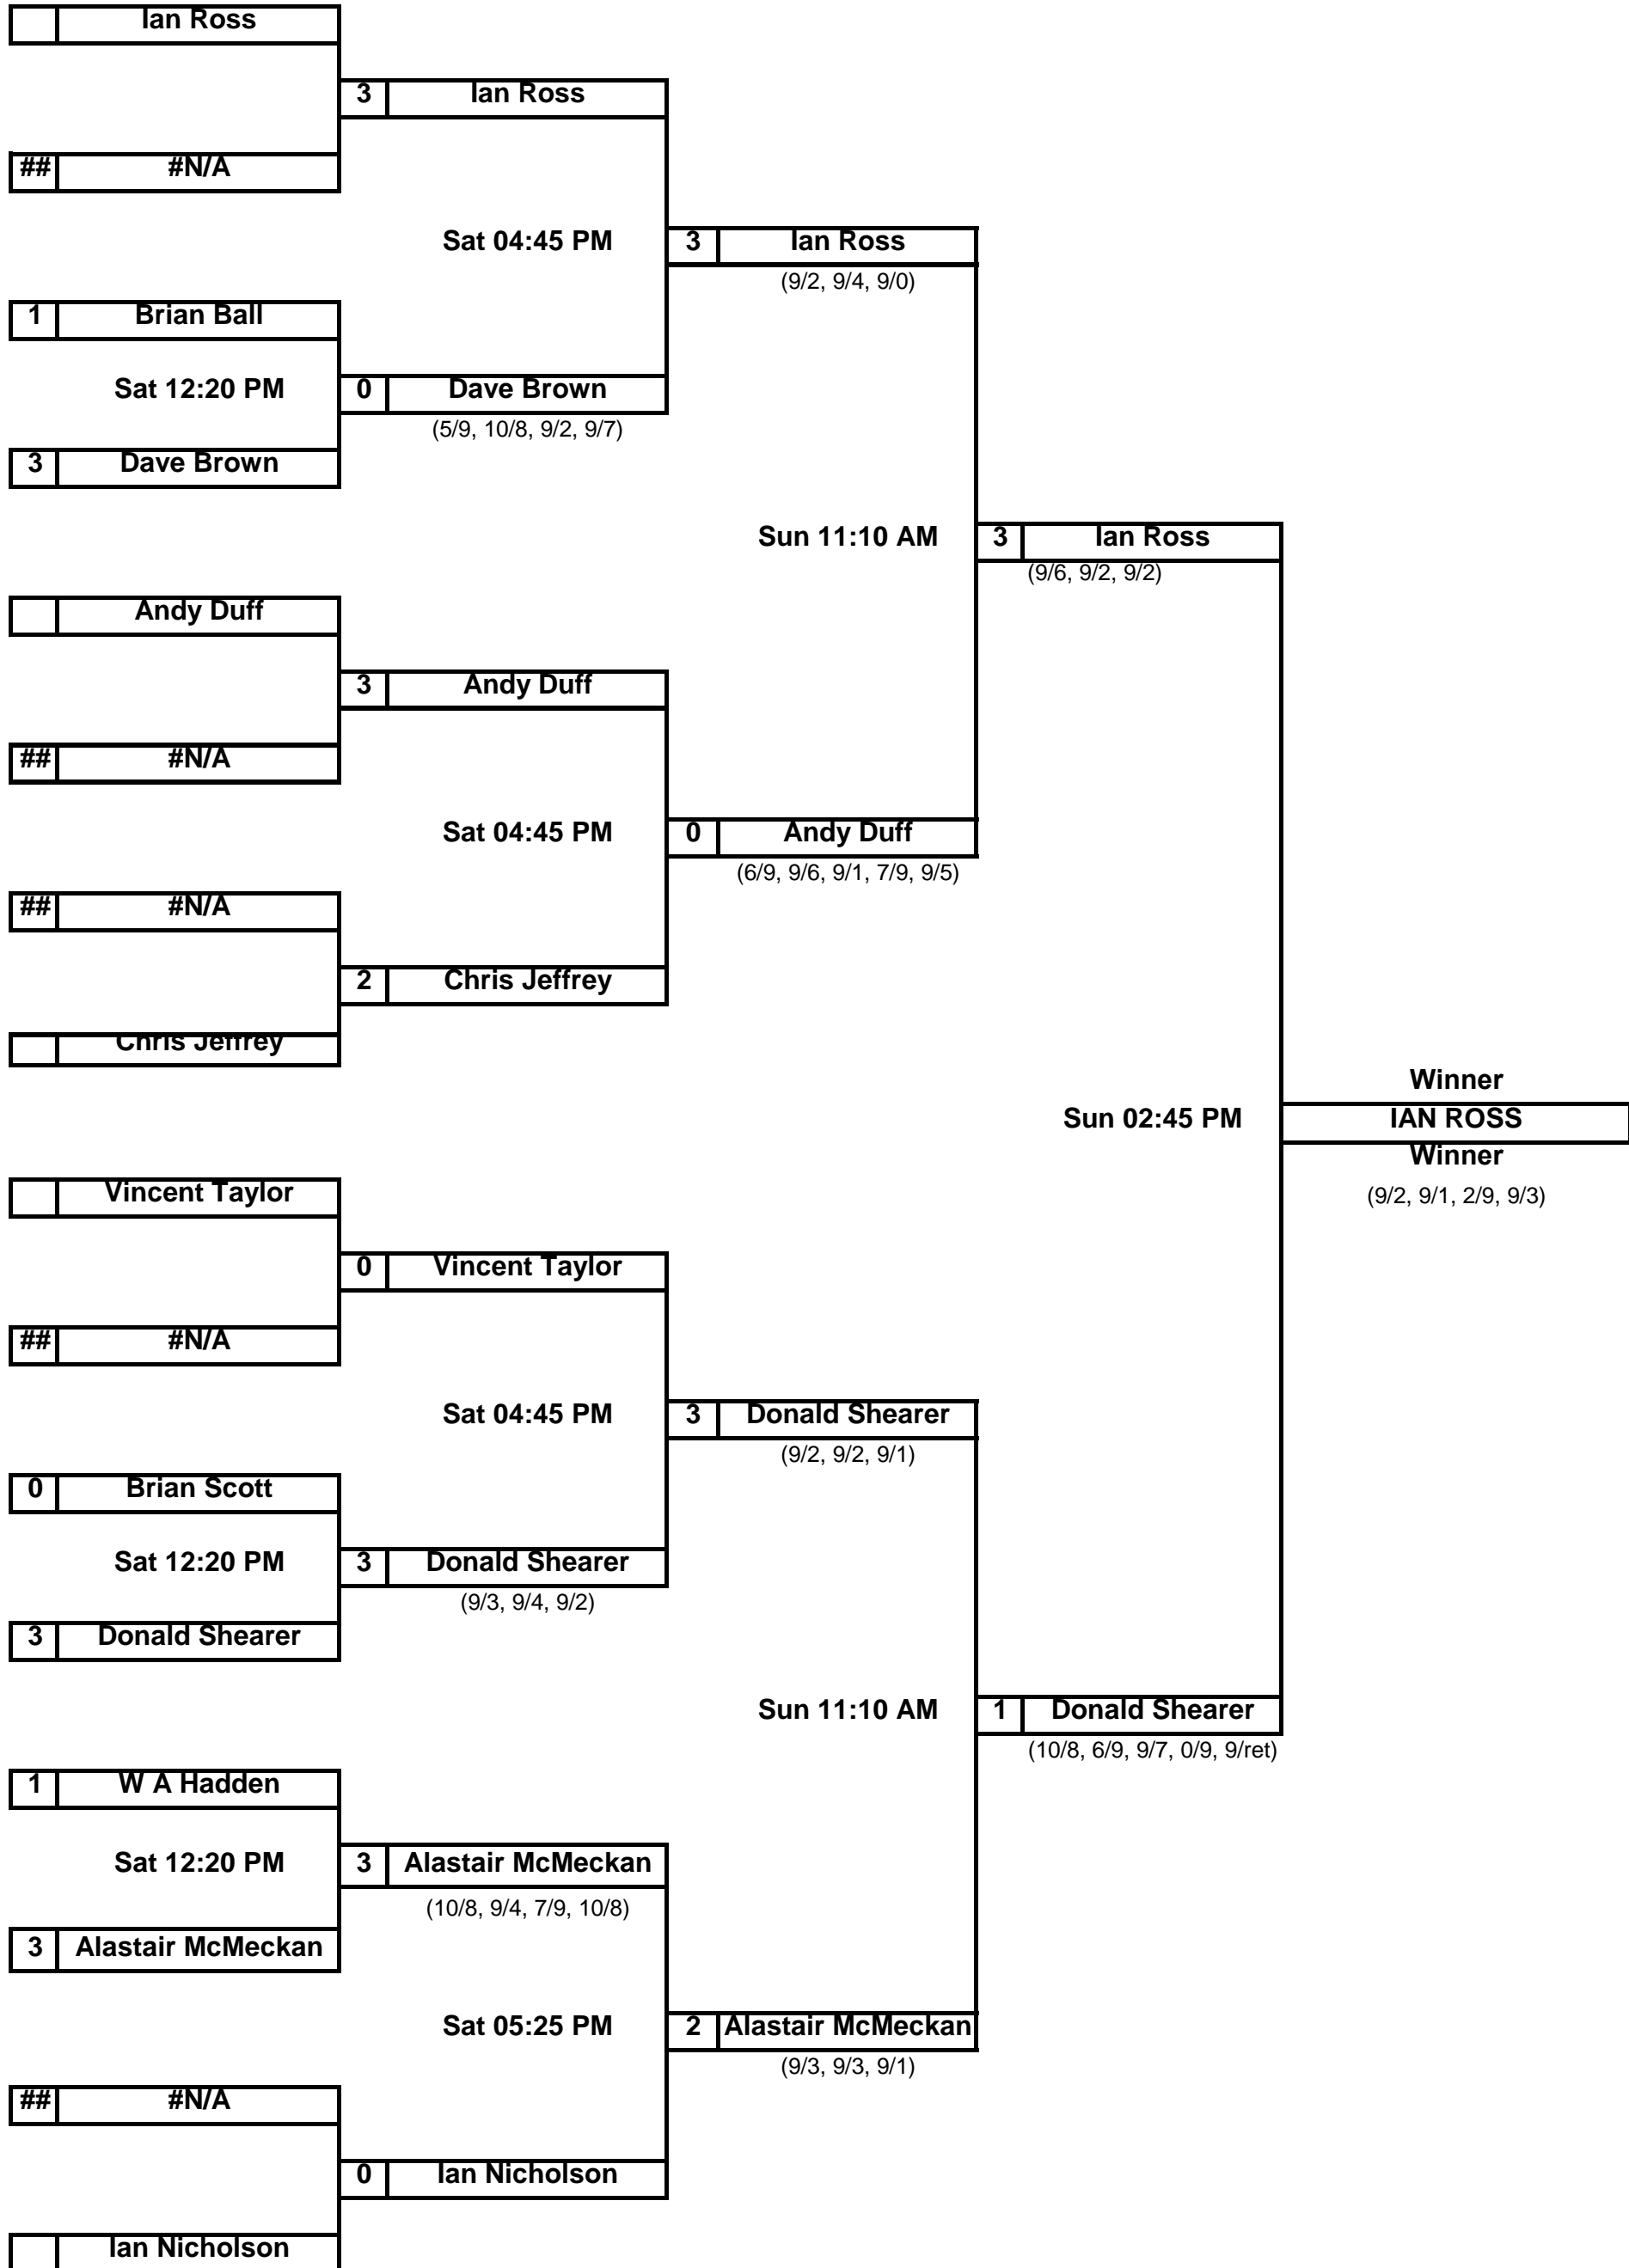 Ian Ross
3 Ian Ross
## #N/A
Sat 04:45 PM 3 Ian Ross
(9/2, 9/4, 9/0)
1 Brian Ball
Sat 12:20 PM 0 Dave Brown
(5/9, 10/8, 9/2, 9/7)
3 Dave Brown
Sun 11:10 AM 3 Ian Ross
(9/6, 9/2, 9/2)
Andy Duff
3 Andy Duff
## #N/A
Sat 04:45 PM 0 Andy Duff
(6/9, 9/6, 9/1, 7/9, 9/5)
## #N/A
2 Chris Jeffrey
Chris Jeffrey
Winner
Sun 02:45 PM IAN ROSS
Winner
Vincent Taylor (9/2, 9/1, 2/9, 9/3)
0 Vincent Taylor
## #N/A
Sat 04:45 PM 3 Donald Shearer
(9/2, 9/2, 9/1)
0 Brian Scott
Sat 12:20 PM 3 Donald Shearer
(9/3, 9/4, 9/2)
3 Donald Shearer
Sun 11:10 AM 1 Donald Shearer
(10/8, 6/9, 9/7, 0/9, 9/ret)
1 W A Hadden
Sat 12:20 PM 3 Alastair McMeckan
(10/8, 9/4, 7/9, 10/8)
3 Alastair McMeckan
Sat 05:25 PM 2 Alastair McMeckan
(9/3, 9/3, 9/1)
## #N/A
0 Ian Nicholson
Ian Nicholson